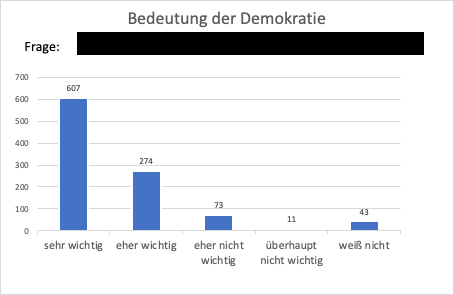 Bedeutung der Demokratie
Frage:
700
600
500
400
300
200
100
0
607
274
73
11
43
sehr wichtig
eher wichtig
eher nicht
wichtig
überhaupt
nicht wichtig
weiß nicht